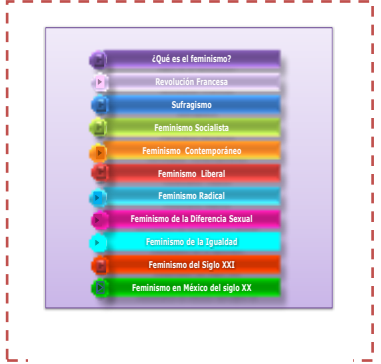 ¿Qué es el feminismo?
Revolución Francesa
Sufragismo
Feminismo Socialista
Feminismo Contemporáneo
Feminismo Liberal
Feminismo Radical
Feminismo de la Diferencia Sexual
Feminismo de la Igualdad
Feminismo del Siglo XXI
Feminismo en México del siglo XX